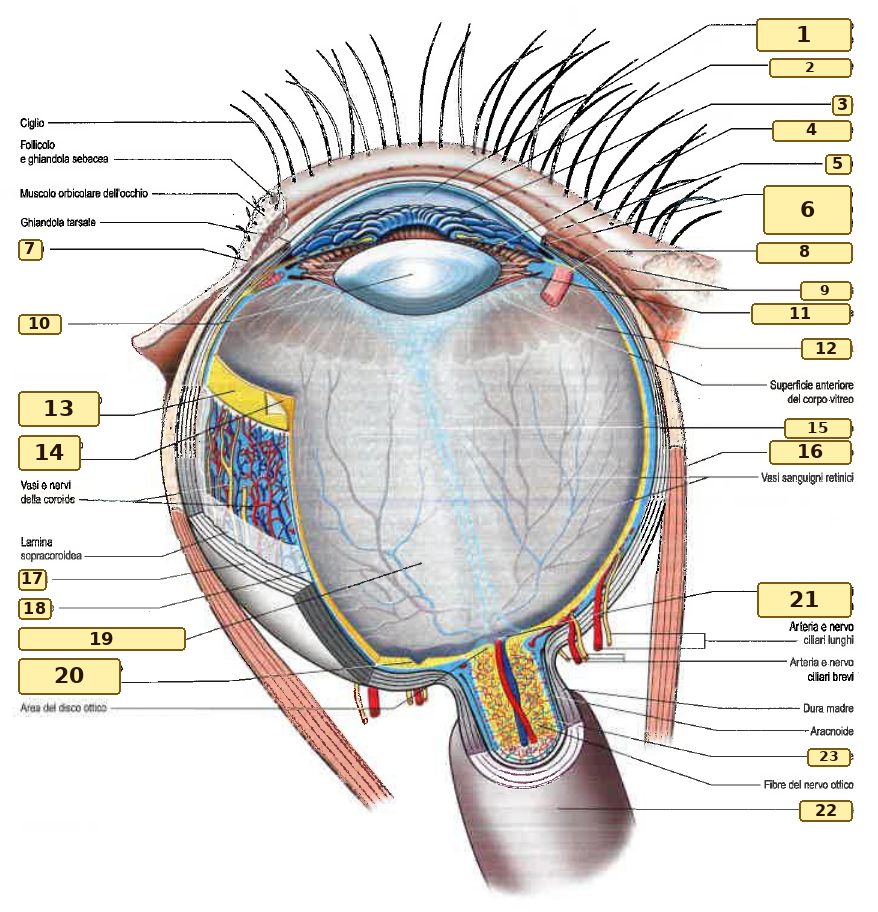 1
2
3
4
5
6
Ciglio
Follicolo
e ghiandola sebacea
Muscolo orbicolare dell'occhio
Ghiandola tarsale
7
8
9
10
11
12
Superficie anteriore
del corpo vitreo
13
14
15
16
Vasi sanguigni retinici
Vasi e nervi
della coroide
Lamina
sopracoroidea
17
18
19
20
Area del disco ottico
21
Arteria e nervo
ciliari lunghi
Arteria e nervo
ciliari brevi
Dura madre
Aracnoide
23
Fibre del nervo ottico
22